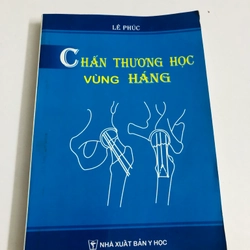 LÊ PHÚC
CHẤN THƯƠNG HỌC
VÙNG HÁNG
NHÀ XUẤT BẢN Y HỌC